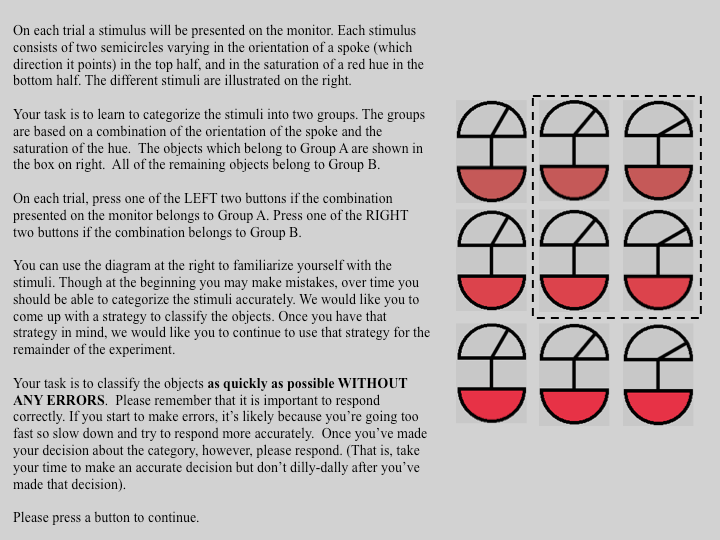 On each trial a stimulus will be presented on the monitor. Each stimulus
consists of two semicircles varying in the orientation of a spoke (which
direction it points) in the top half, and in the saturation of a red hue in the
bottom half. The different stimuli are illustrated on the right.
Your task is to learn to categorize the stimuli into two groups. The groups
are based on a combination of the orientation of the spoke and the
saturation of the hue. The objects which belong to Group A are shown in
the box on right. All of the remaining objects belong to Group B.
On each trial, press one of the LEFT two buttons if the combination
presented on the monitor belongs to Group A. Press one of the RIGHT
two buttons if the combination belongs to Group B.
You can use the diagram at the right to familiarize yourself with the
stimuli. Though at the beginning you may make mistakes, over time you
should be able to categorize the stimuli accurately. We would like you to
come up with a strategy to classify the objects. Once you have that
strategy in mind, we would like you to continue to use that strategy for the
remainder of the experiment.
Your task is to classify the objects as quickly as possible WITHOUT
ANY ERRORS. Please remember that it is important to respond
correctly. If you start to make errors, it's likely because you're going too
fast so slow down and try to respond more accurately. Once you've made
your decision about the category, however, please respond. (That is, take
your time to make an accurate decision but don't dilly-dally after you've
made that decision).
Please press a button to continue.